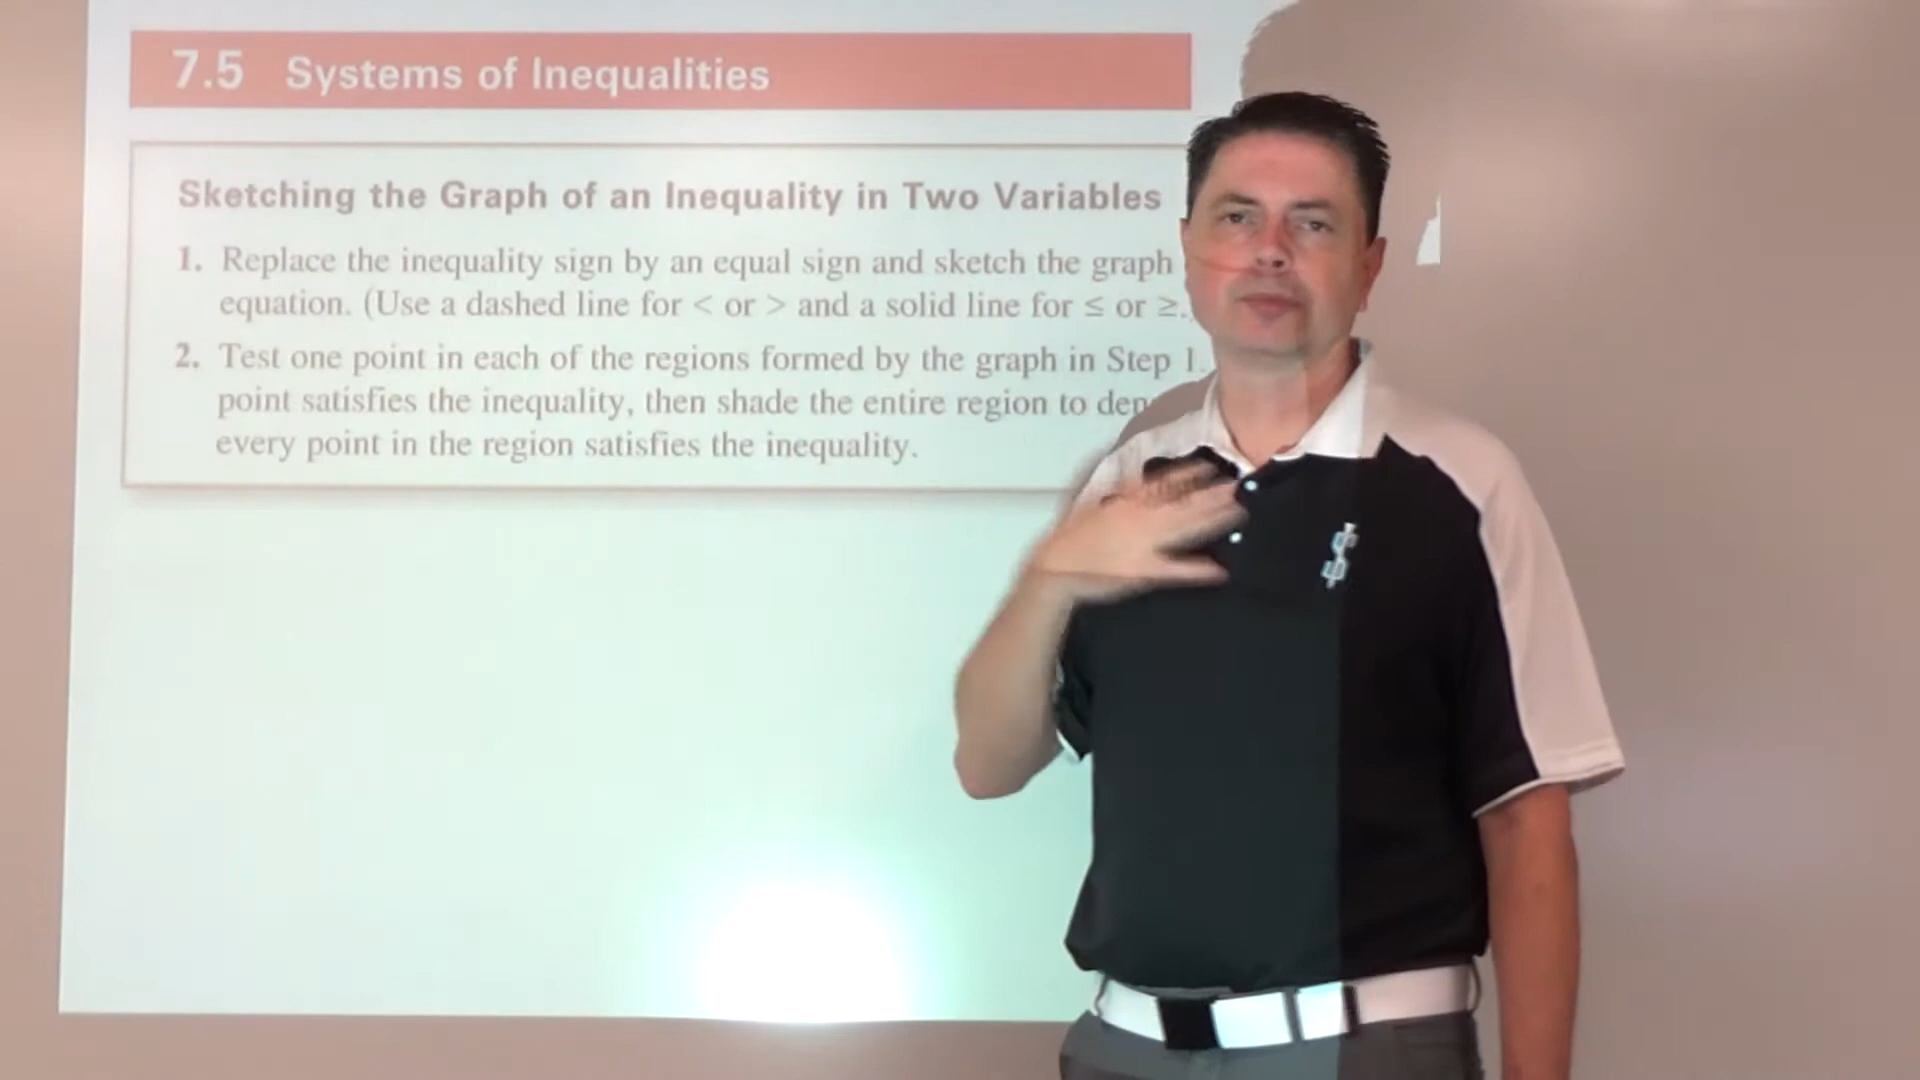 7.5 Systems of Inequalities
Sketching the Graph of an Inequality in Two Variables
1. Replace the inequality sign by an equal sign and sketch the graph
equation. (Use a dashed line for < or > and a solid line for ≤ or ≥.
2. Test one point in each of the regions formed by the graph in Step 1.
point satisfies the inequality, then shade the entire region to
every point in the region satisfies the inequality.